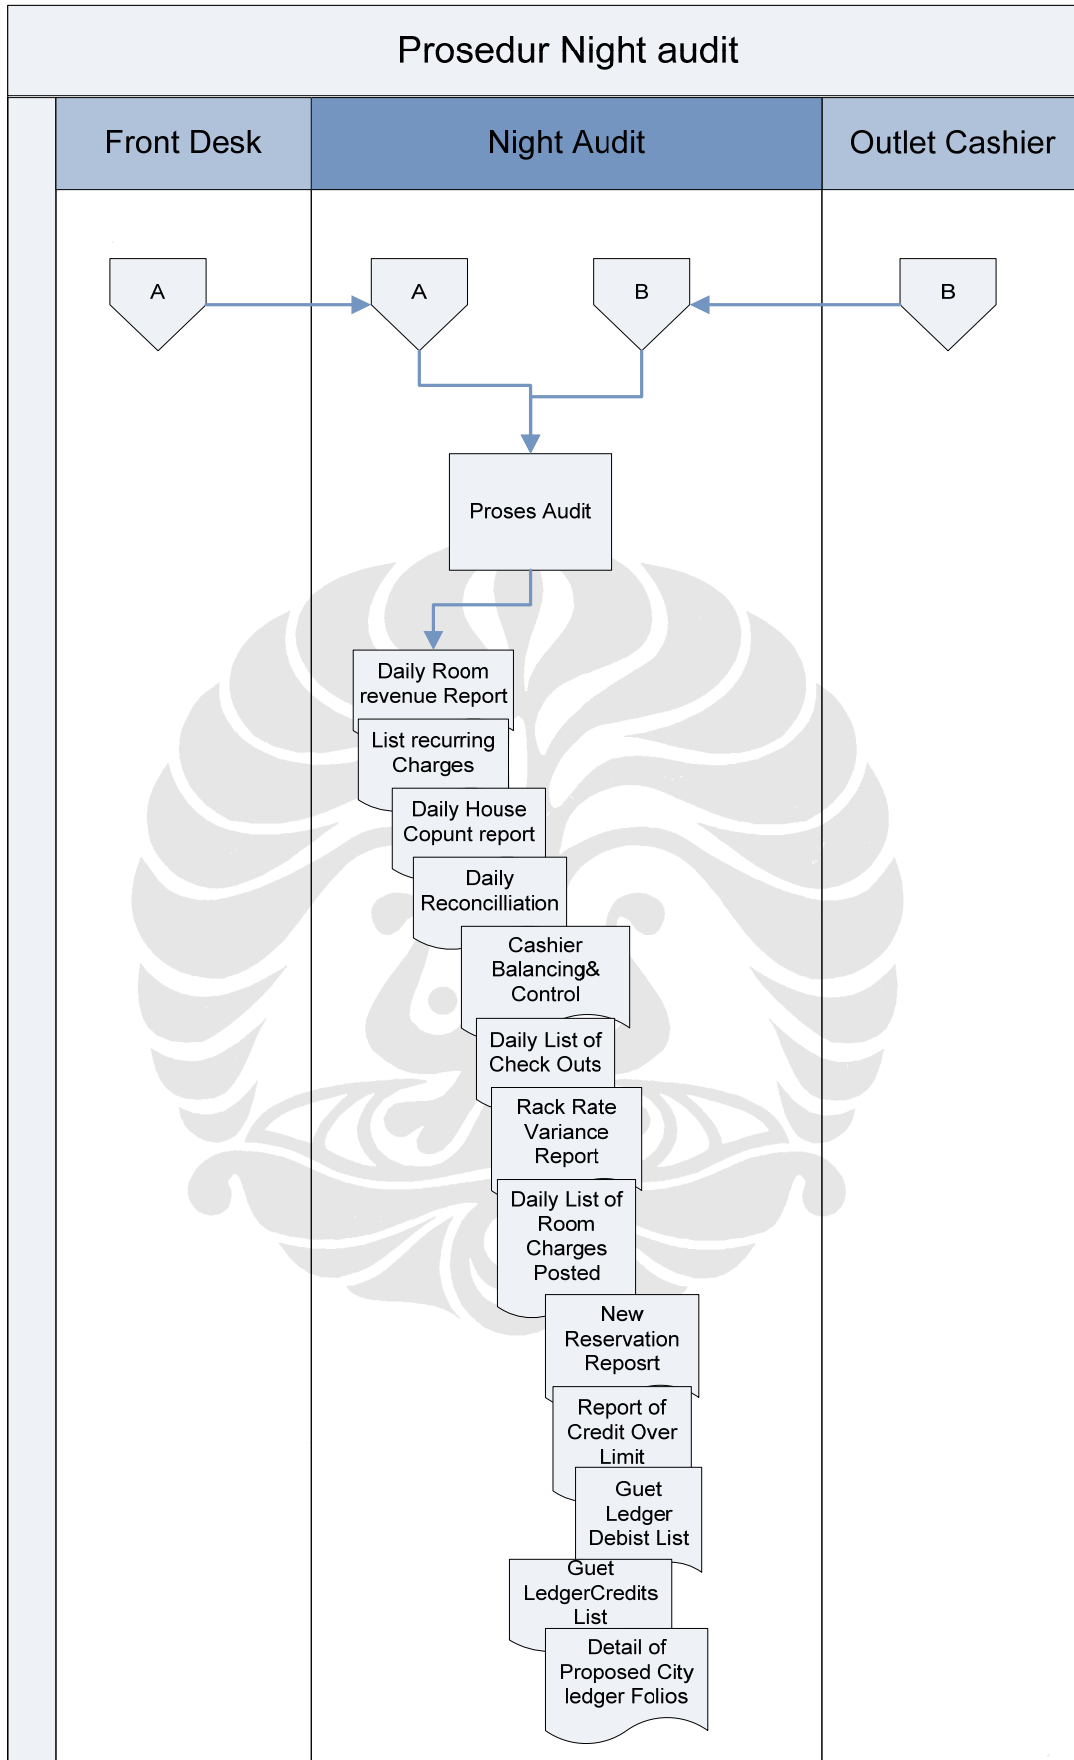 Prosedur Night audit
Front Desk
Night Audit
Outlet Cashier
A
A
B
B
Proses Audit
Daily Room
revenue Report
List recurring
Charges
Daily House
Copunt report
Daily
Reconcilliation
Cashier
Balancing&
Control
Daily List of
Check Outs
Rack Rate
Variance
Report
Daily List of
Room
Charges
Posted
New
Reservation
Reposrt
Report of
Credit Over
Limit
Guet
Ledger
Debist List
Guet
LedgerCredits
List
Detail of
Proposed City
ledger Folios